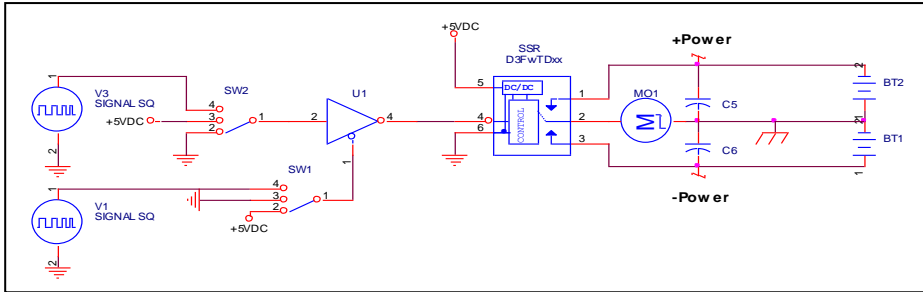 +5VDC
SSR
D3FwTDxx
+Power
5
DC/DC
1
2
1
V3
SIGNAL SQ
SW2
4
3
2
1
+5VDC
U1
2
4
4
6
CONTROL
1
2
3
MO1
M
C5
BT2
2
2
1
V1
SIGNAL SQ
SW1
4
3
2
1
+5VDC
1
C6
BT1
1
-Power